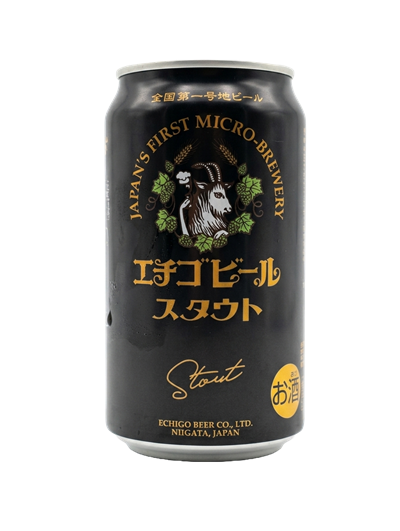 全国第一号地ビール
JAPAN'S FIRST MICRO-BREWERY
エチゴビール
スタウト
Stout
お酒
ECHIGO BEER CO., LTD.
NIIGATA, JAPAN